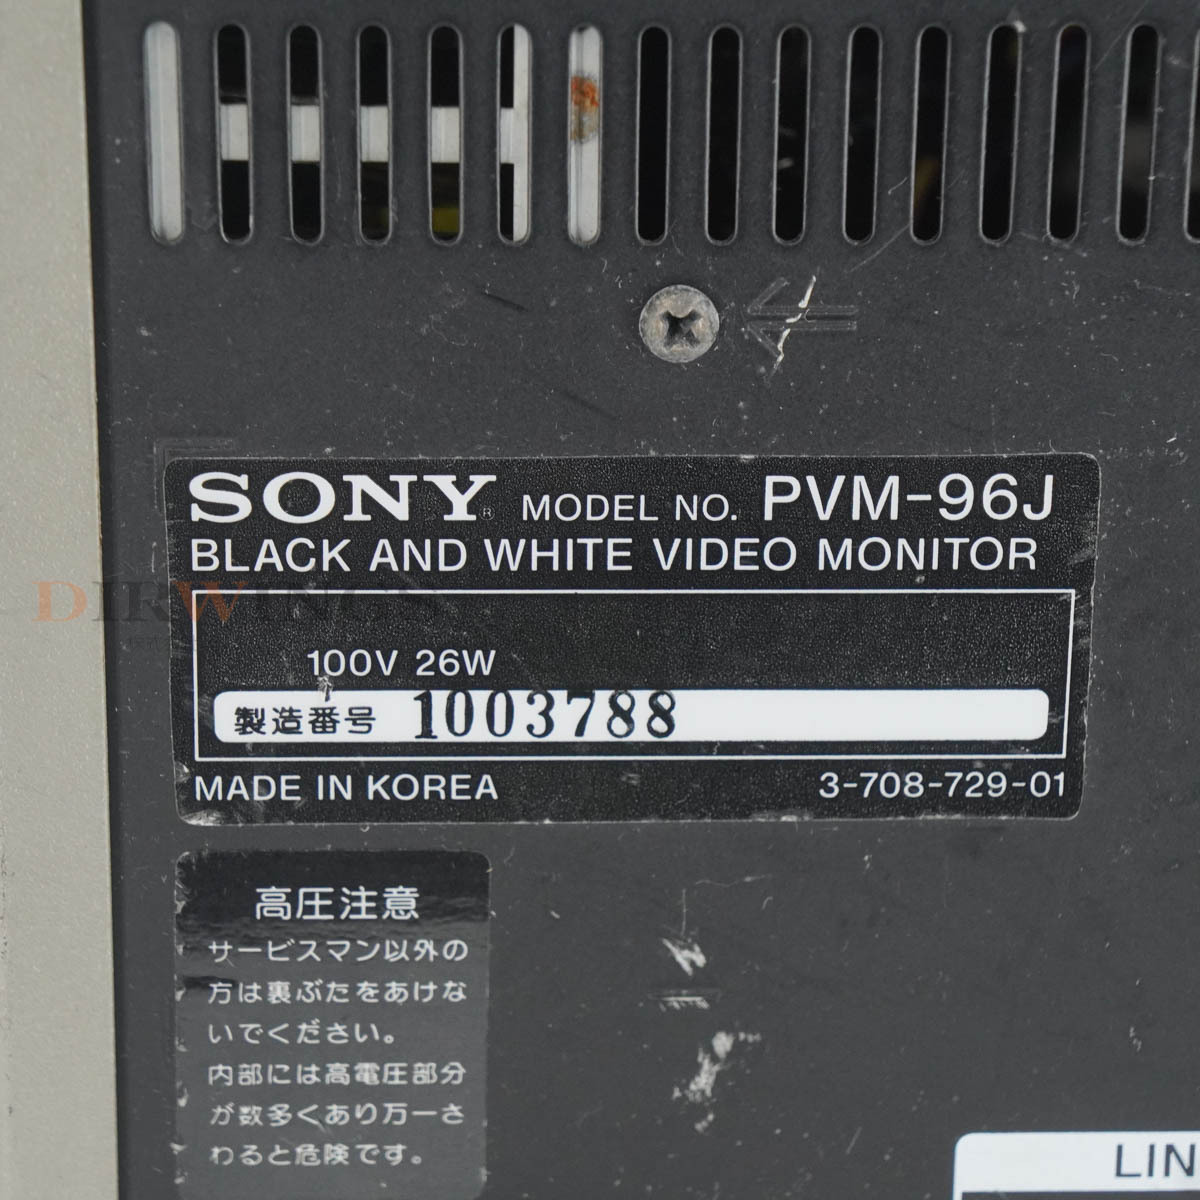 SONY® MODEL NO. PVM-96J
BLACK AND WHITE VIDEO MONITOR
DIRWINGS
100V 26W
製造番号 1003788
MADE IN KOREA 3-708-729-01
高圧注意
サービスマン以外の
方は裏ぶたをあけな
いでください。
内部には高電圧部分
が数多くあり万一さ
わると危険です。
LIN